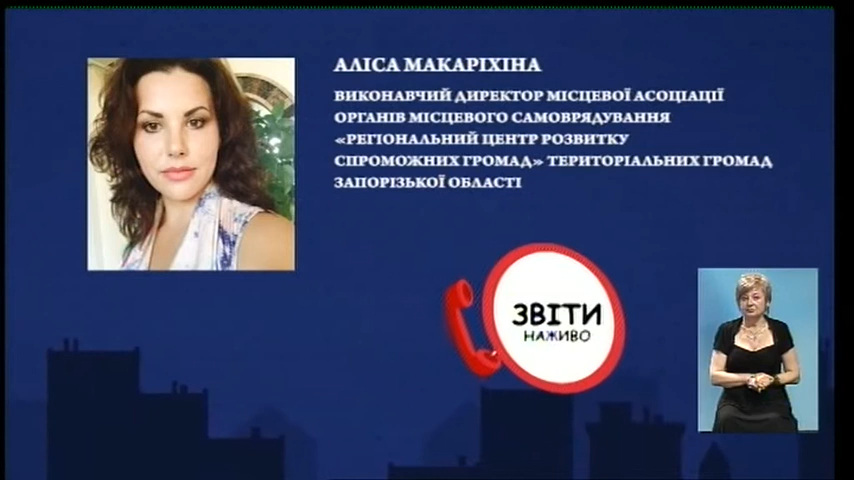 АЛІСА МАКАРІХІНА
ВИКОНАВЧИЙ ДИРЕКТОР МІСЦЕВОЇ АСОЦІАЦІЇ
ОРГАНІВ МІСЦЕВОГО САМОВРЯДУВАННЯ
«РЕГІОНАЛЬНИЙ ЦЕНТР РОЗВИТКУ
СПРОМОЖНИХ ГРОМАД» ТЕРИТОРІАЛЬНИХ ГРОМАД
ЗАПОРІЗЬКОЇ ОБЛАСТІ
ЗВІТИ
НАЖИВО